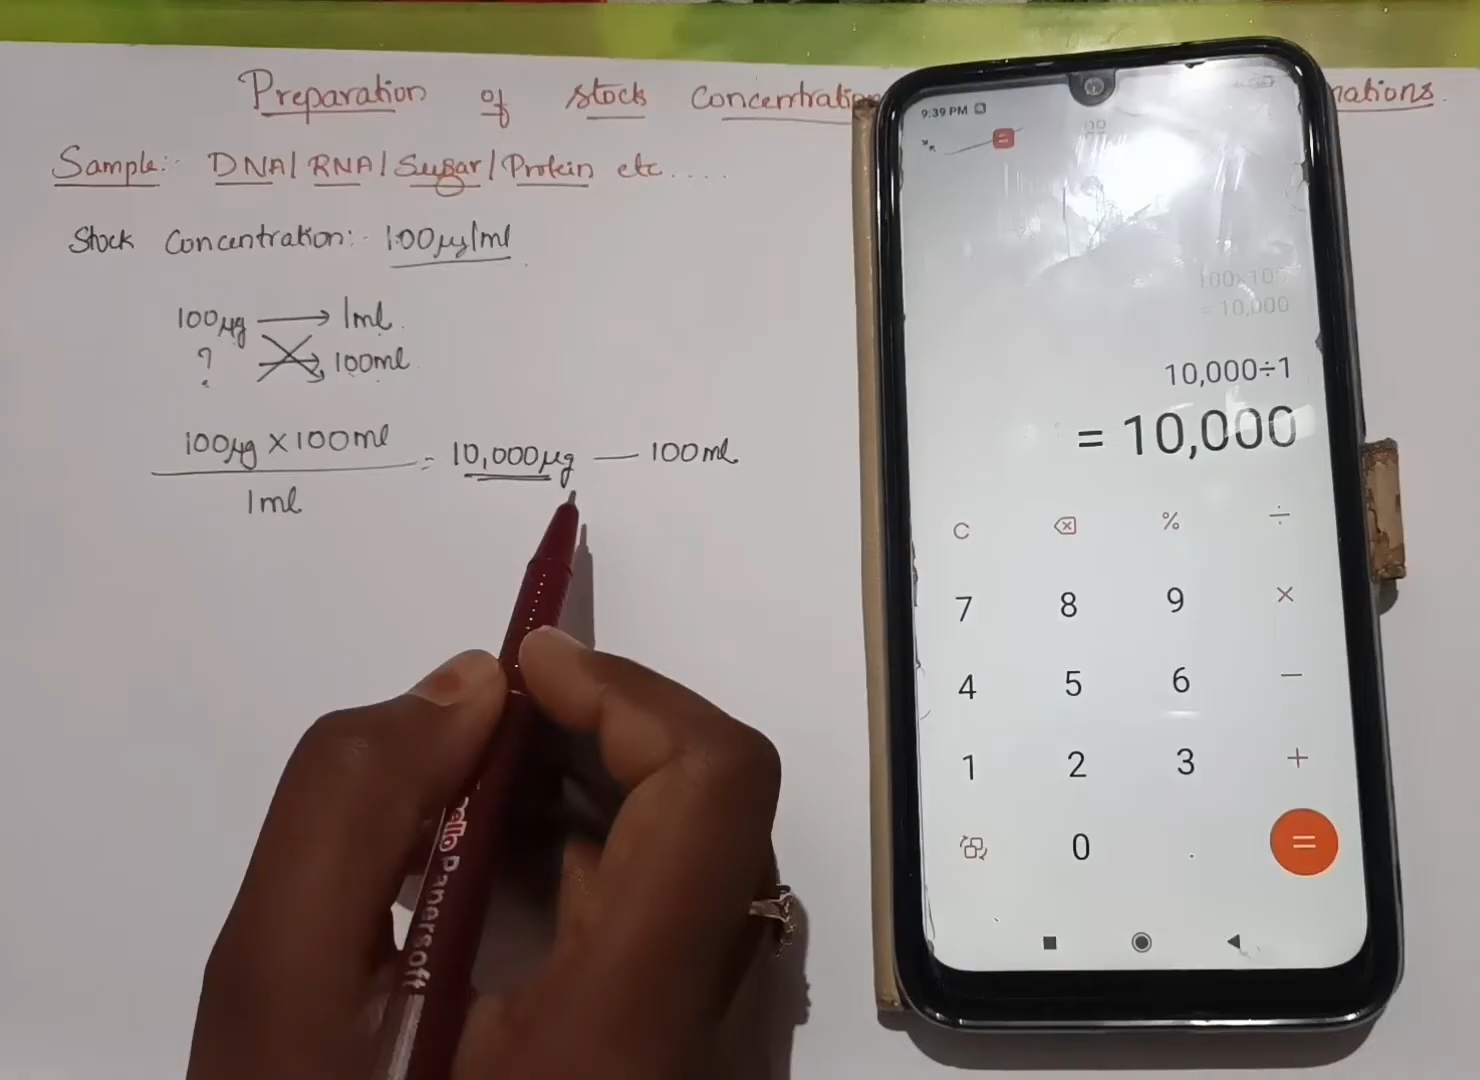 Preparation of stock Concentration
Sample:- DNA/ RNA/ Sugar/ Protein etc....
Stock Concentration:- 100μg/ml
100μg → 1ml.
? 100ml.
100μg × 100ml = 10,000μg — 100ml
1ml
9:39 PM
100×100
= 10,000
10,000÷1
= 10,000
C % ÷
7 8 9 ×
4 5 6 −
1 2 3 +
0 . =
cello Papersoft